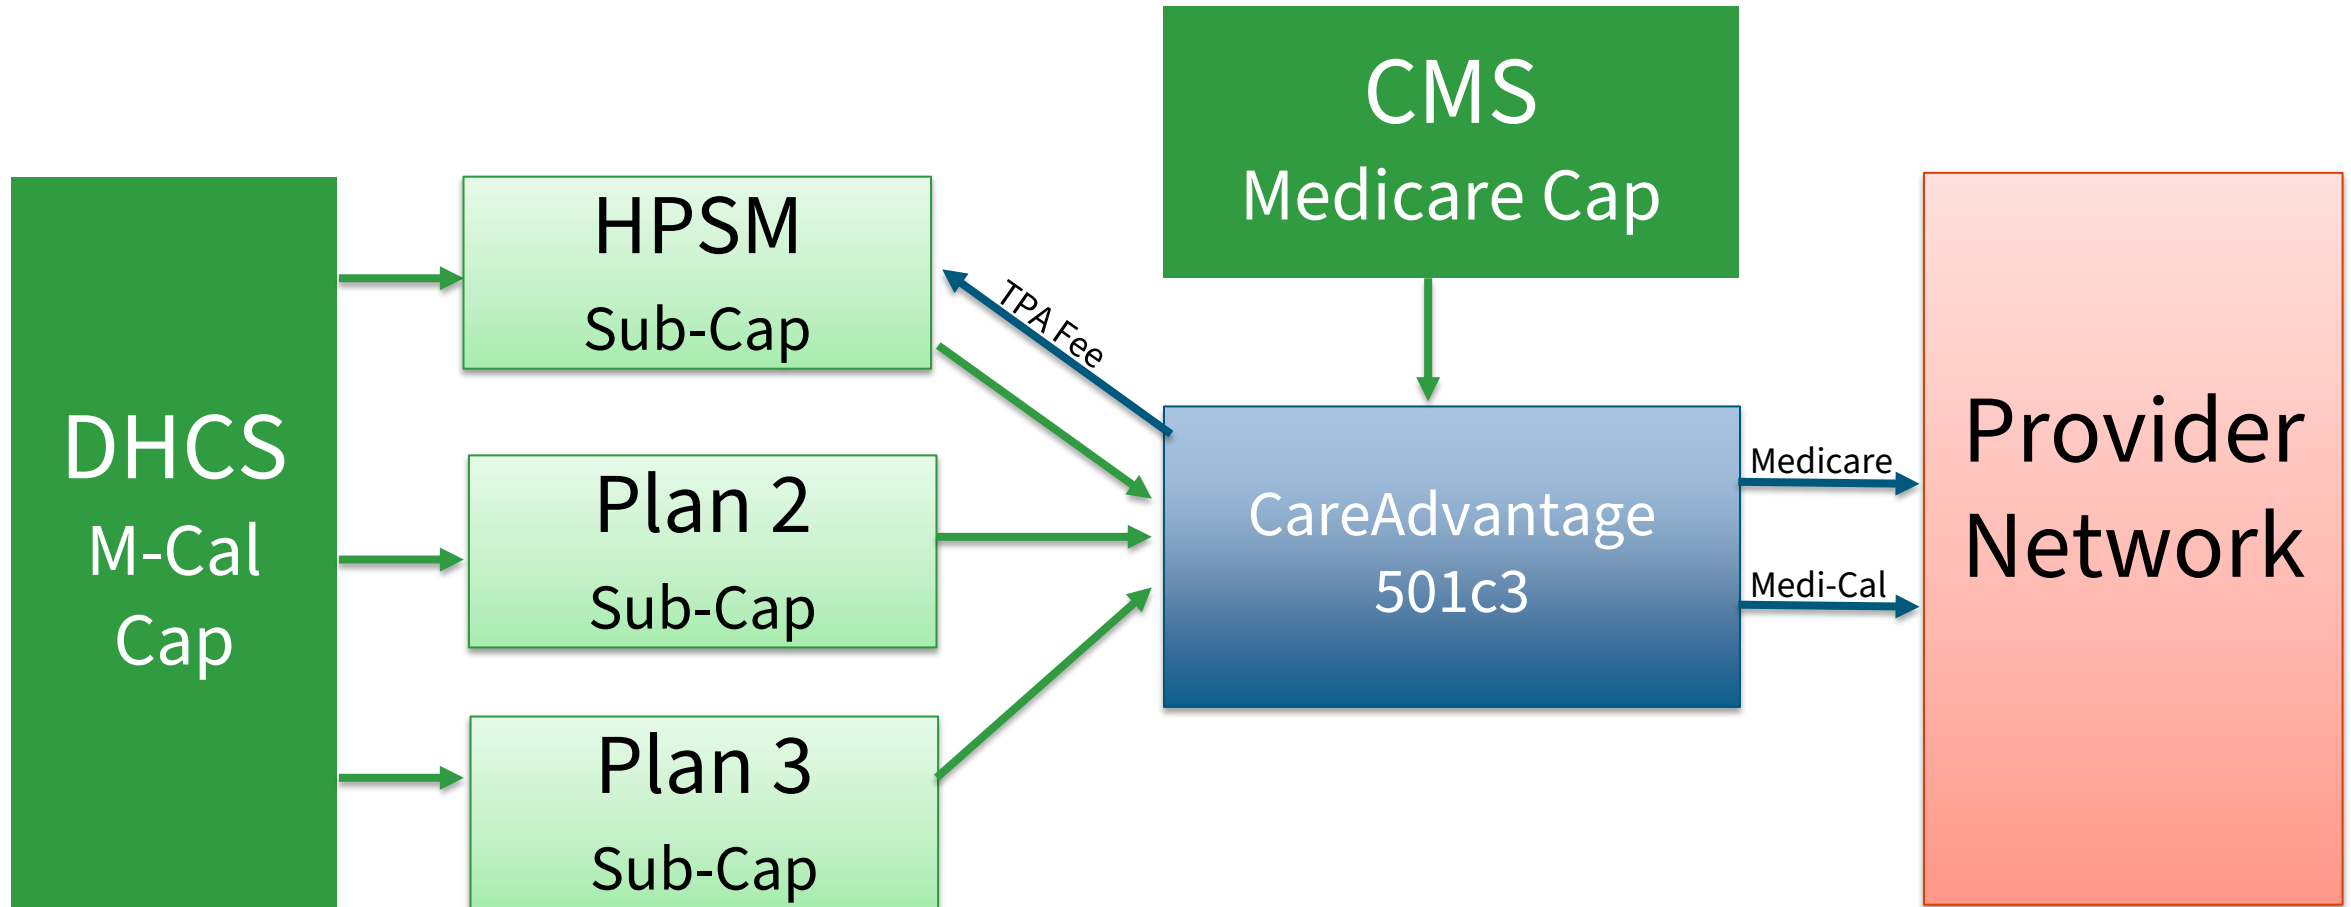 DHCS
M-Cal
Cap
HPSM
Sub-Cap
Plan 2
Sub-Cap
Plan 3
Sub-Cap
TPA Fee
CMS
Medicare Cap
CareAdvantage
501c3
Medicare
Medi-Cal
Provider
Network